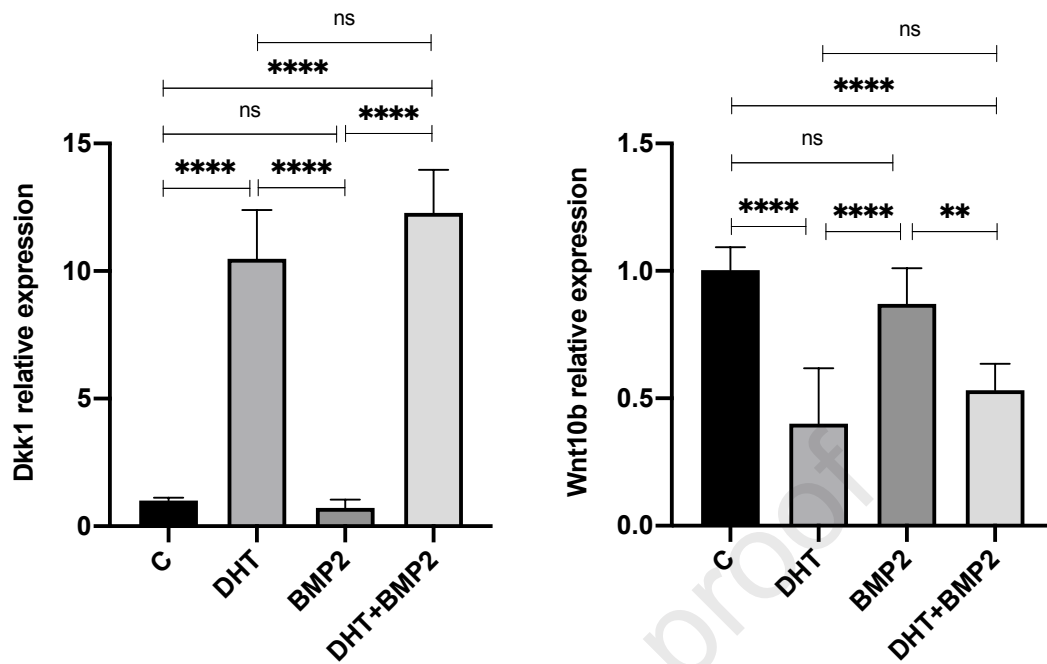 ns
****
ns
****
**** ****
15
10
5
0
Dkk1 relative expression
C
DHT
BMP2
DHT+BMP2
ns
****
ns
**** **** **
1.5
1.0
0.5
0.0
Wnt10b relative expression
C
DHT
BMP2
DHT+BMP2
proof